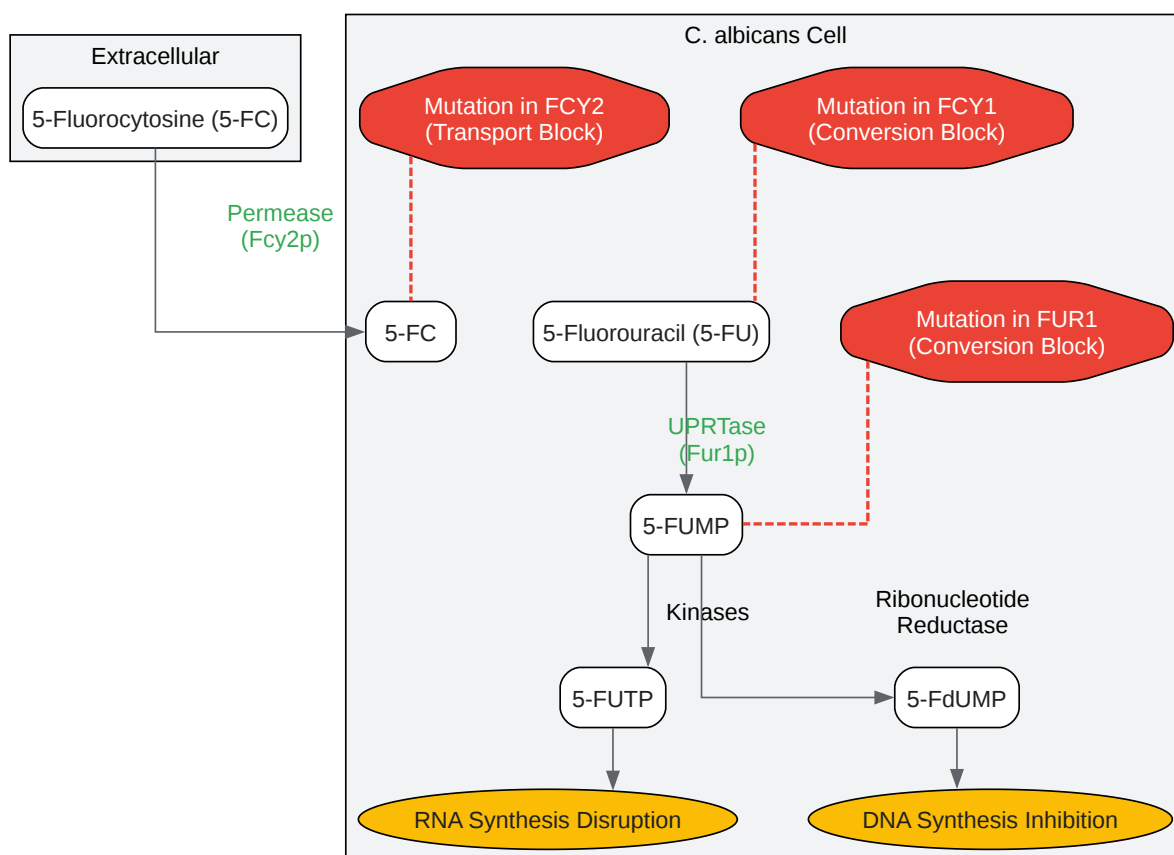 C. albicans Cell
Extracellular
5-Fluorocytosine (5-FC)
Mutation in FCY2
(Transport Block)
Mutation in FCY1
(Conversion Block)
Permease
(Fcy2p)
5-FC
5-Fluorouracil (5-FU)
Mutation in FUR1
(Conversion Block)
UPRTase
(Fur1p)
5-FUMP
Kinases
Ribonucleotide
Reductase
5-FUTP
5-FdUMP
RNA Synthesis Disruption
DNA Synthesis Inhibition